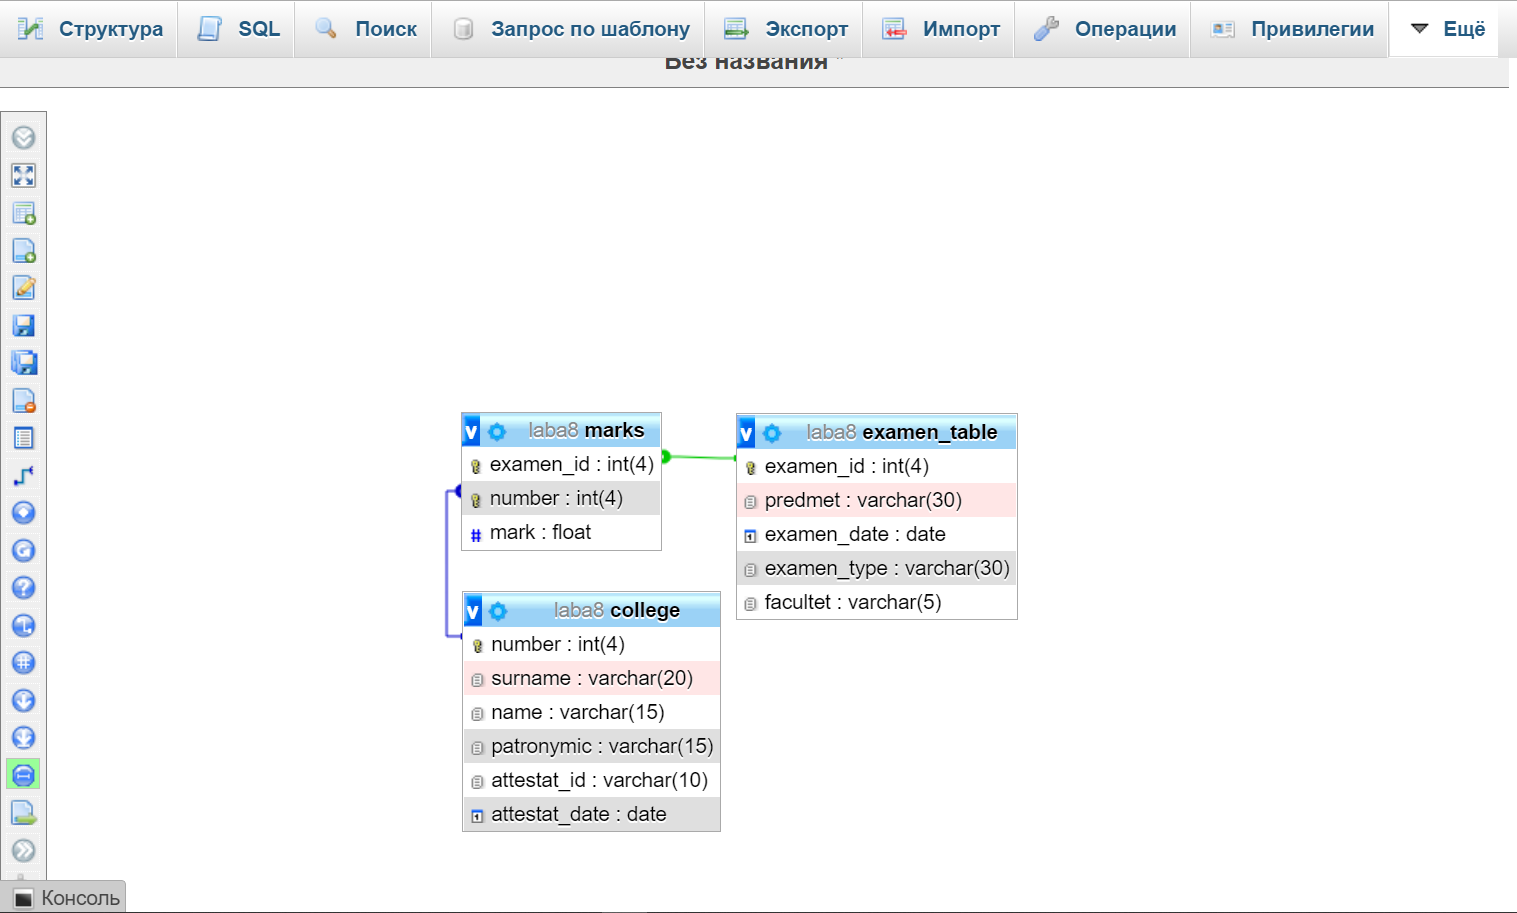 Структура SQL Поиск Запрос по шаблону Экспорт Импорт Операции Привилегии Ещё
Без названия *
v laba8 marks
examen_id : int(4)
number : int(4)
# mark : float
v laba8 examen_table
examen_id : int(4)
predmet : varchar(30)
examen_date : date
examen_type : varchar(30)
facultet : varchar(5)
v laba8 college
number : int(4)
surname : varchar(20)
name : varchar(15)
patronymic : varchar(15)
attestat_id : varchar(10)
attestat_date : date
Консоль